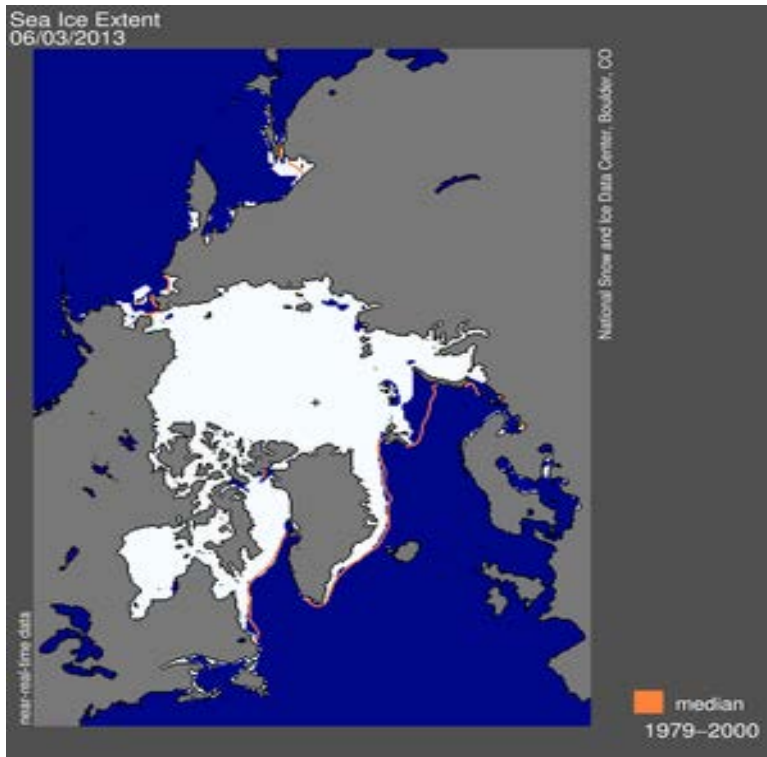 Sea Ice Extent
06/03/2013
National Snow and Ice Data Center, Boulder, CO
near-real-time data
median
1979–2000